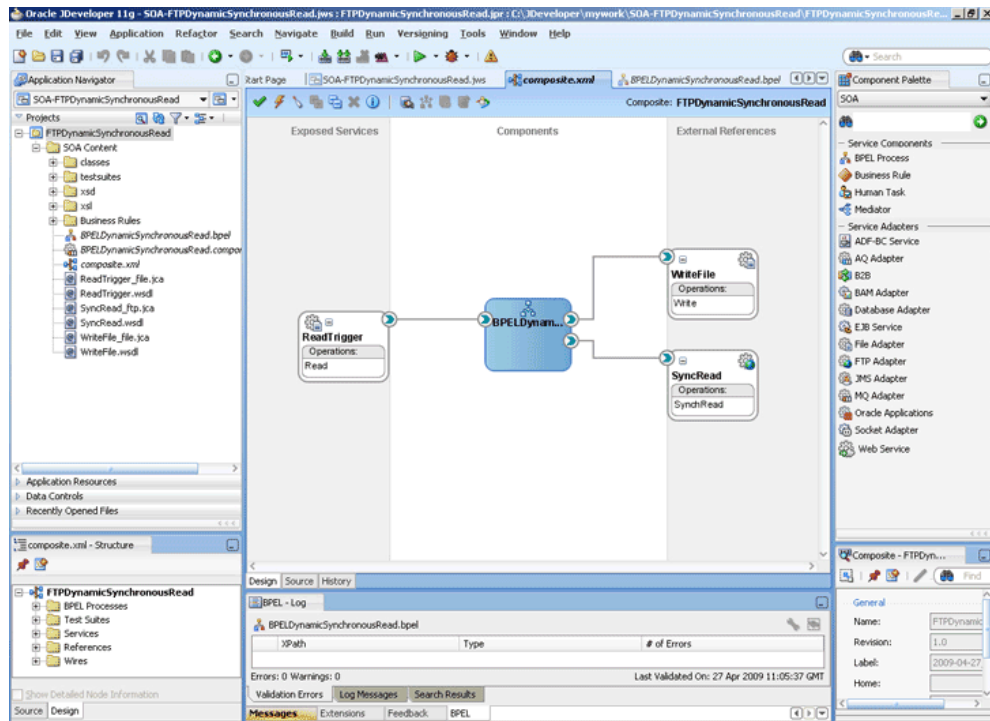 Oracle JDeveloper 11g - SOA-FTPDynamicSynchronousRead.jws : FTPDynamicSynchronousRead.jpr : C:\JDeveloper\mywork\SOA-FTPDynamicSynchronousRead\FTPDynamicSynchronousRe...
File Edit View Application Refactor Search Navigate Build Run Versigning Tools Window Help
Search
Application Navigator
SOA-FTPDynamicSynchronousRead
Projects
FTPDynamicSynchronousRead
SOA Content
classes
testsuites
xsd
xsl
Business Rules
BPELDynamicSynchronousRead.bpel
BPELDynamicSynchronousRead.compor
composite.xml
ReadTrigger_file.jca
ReadTrigger.wsdl
SyncRead_ftp.jca
SyncRead.wsdl
WriteFile_file.jca
WriteFile.wsdl
Application Resources
Data Controls
Recently Opened Files
composite.xml - Structure
FTPDynamicSynchronousRead
BPEL Processes
Test Suites
Services
References
Wires
Show Detailed Node Information
Source Design
tart Page SOA-FTPDynamicSynchronousRead.jws composite.xml BPELDynamicSynchronousRead.bpel
Composite: FTPDynamicSynchronousRead
Exposed Services Components External References
ReadTrigger
Operations:
Read
BPELDynam...
WriteFile
Operations:
Write
SyncRead
Operations:
SynchRead
Design Source History
BPEL - Log
BPELDynamicSynchronousRead.bpel
XPath Type # of Errors
Errors: 0 Warnings: 0 Last Validated On: 27 Apr 2009 11:05:37 GMT
Validation Errors Log Messages Search Results
Messages Extensions Feedback BPEL
Component Palette
SOA
Service Components
BPEL Process
Business Rule
Human Task
Mediator
Service Adapters
ADF-BC Service
AQ Adapter
B2B
BAM Adapter
Database Adapter
EJB Service
File Adapter
FTP Adapter
JMS Adapter
MQ Adapter
Oracle Applications
Socket Adapter
Web Service
Composite - FTPDyn...
Find
General
Name: FTPDynamic
Revision: 1.0
Label: 2009-04-27
Home: